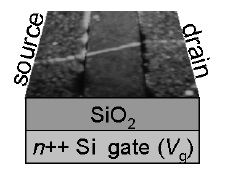 source
drain
SiO₂
n++ Si gate (Vg)